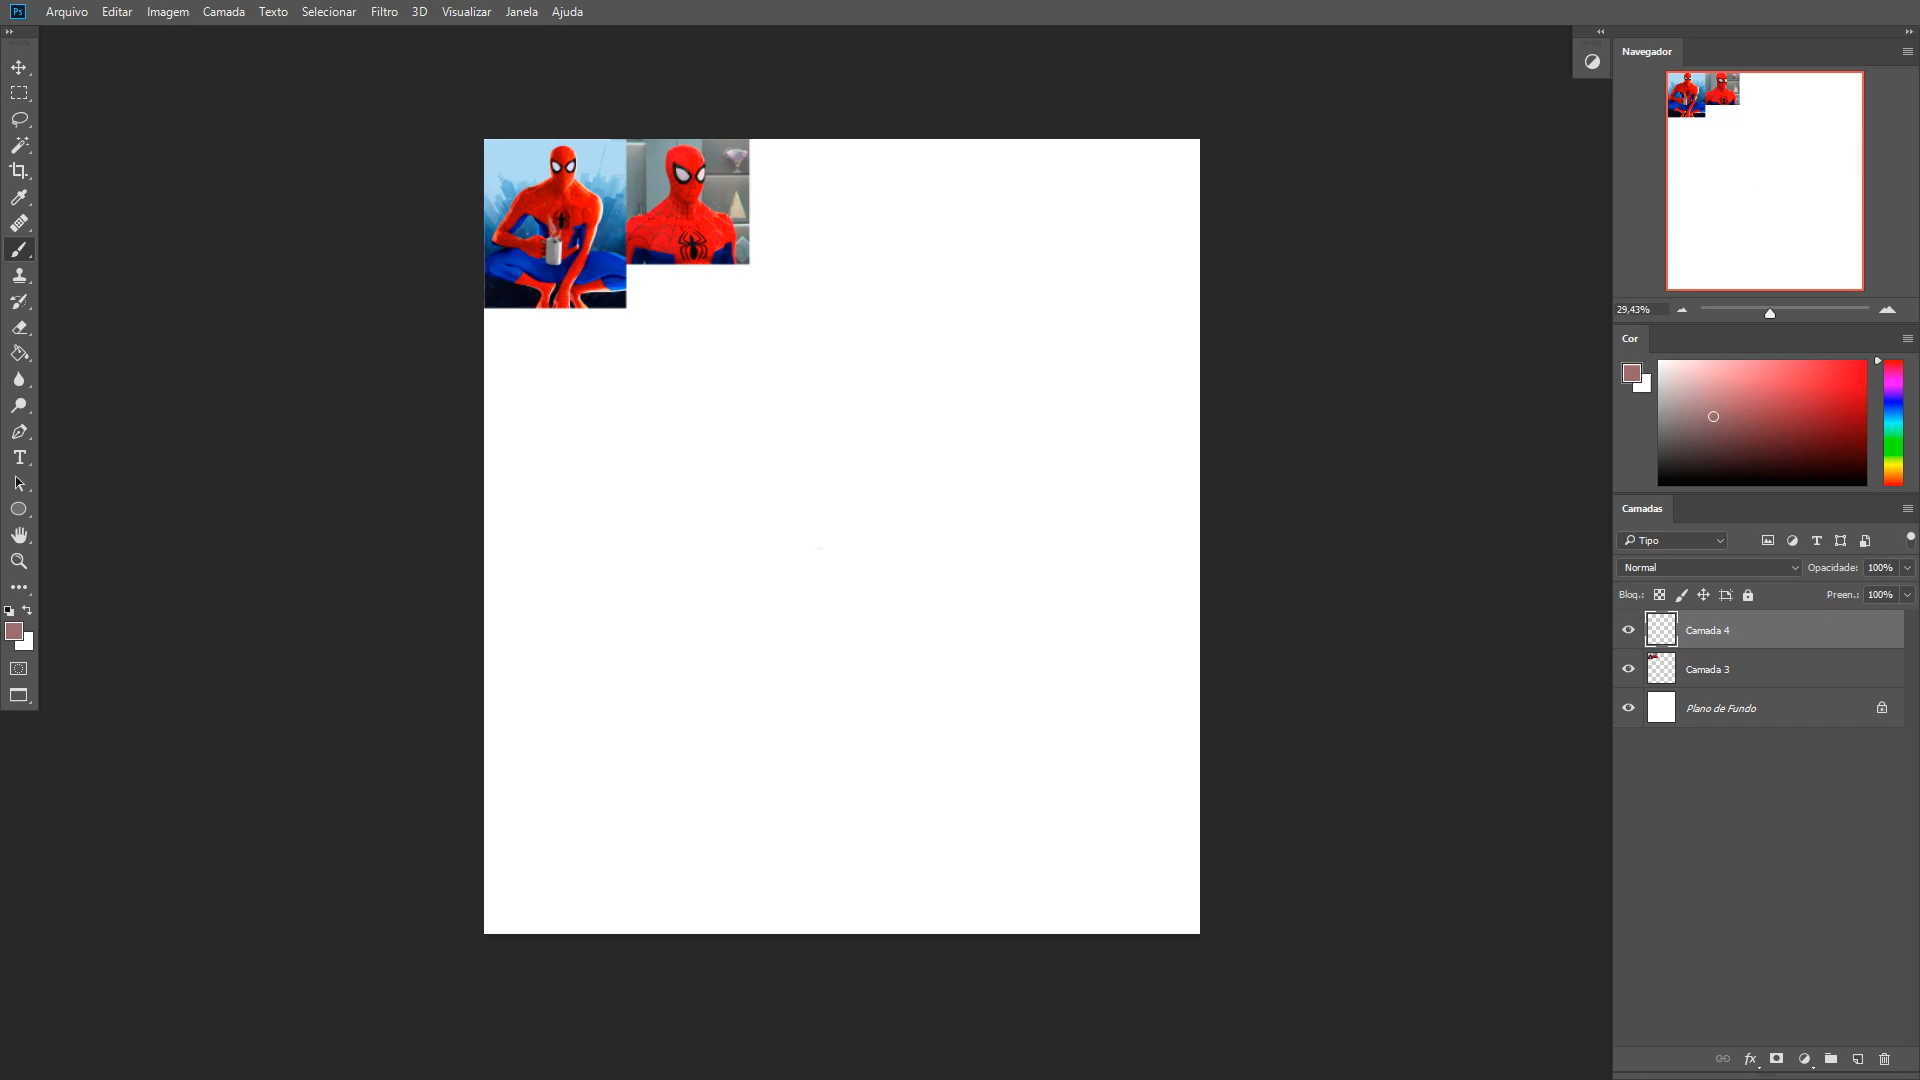 Ps Arquivo Editar Imagem Camada Texto Selecionar Filtro 3D Visualizar Janela Ajuda
Navegador
29,43%
Cor
Camadas
Tipo
Normal Opacidade: 100%
Bloq.: Preen.: 100%
Camada 4
Camada 3
Plano de Fundo
fx